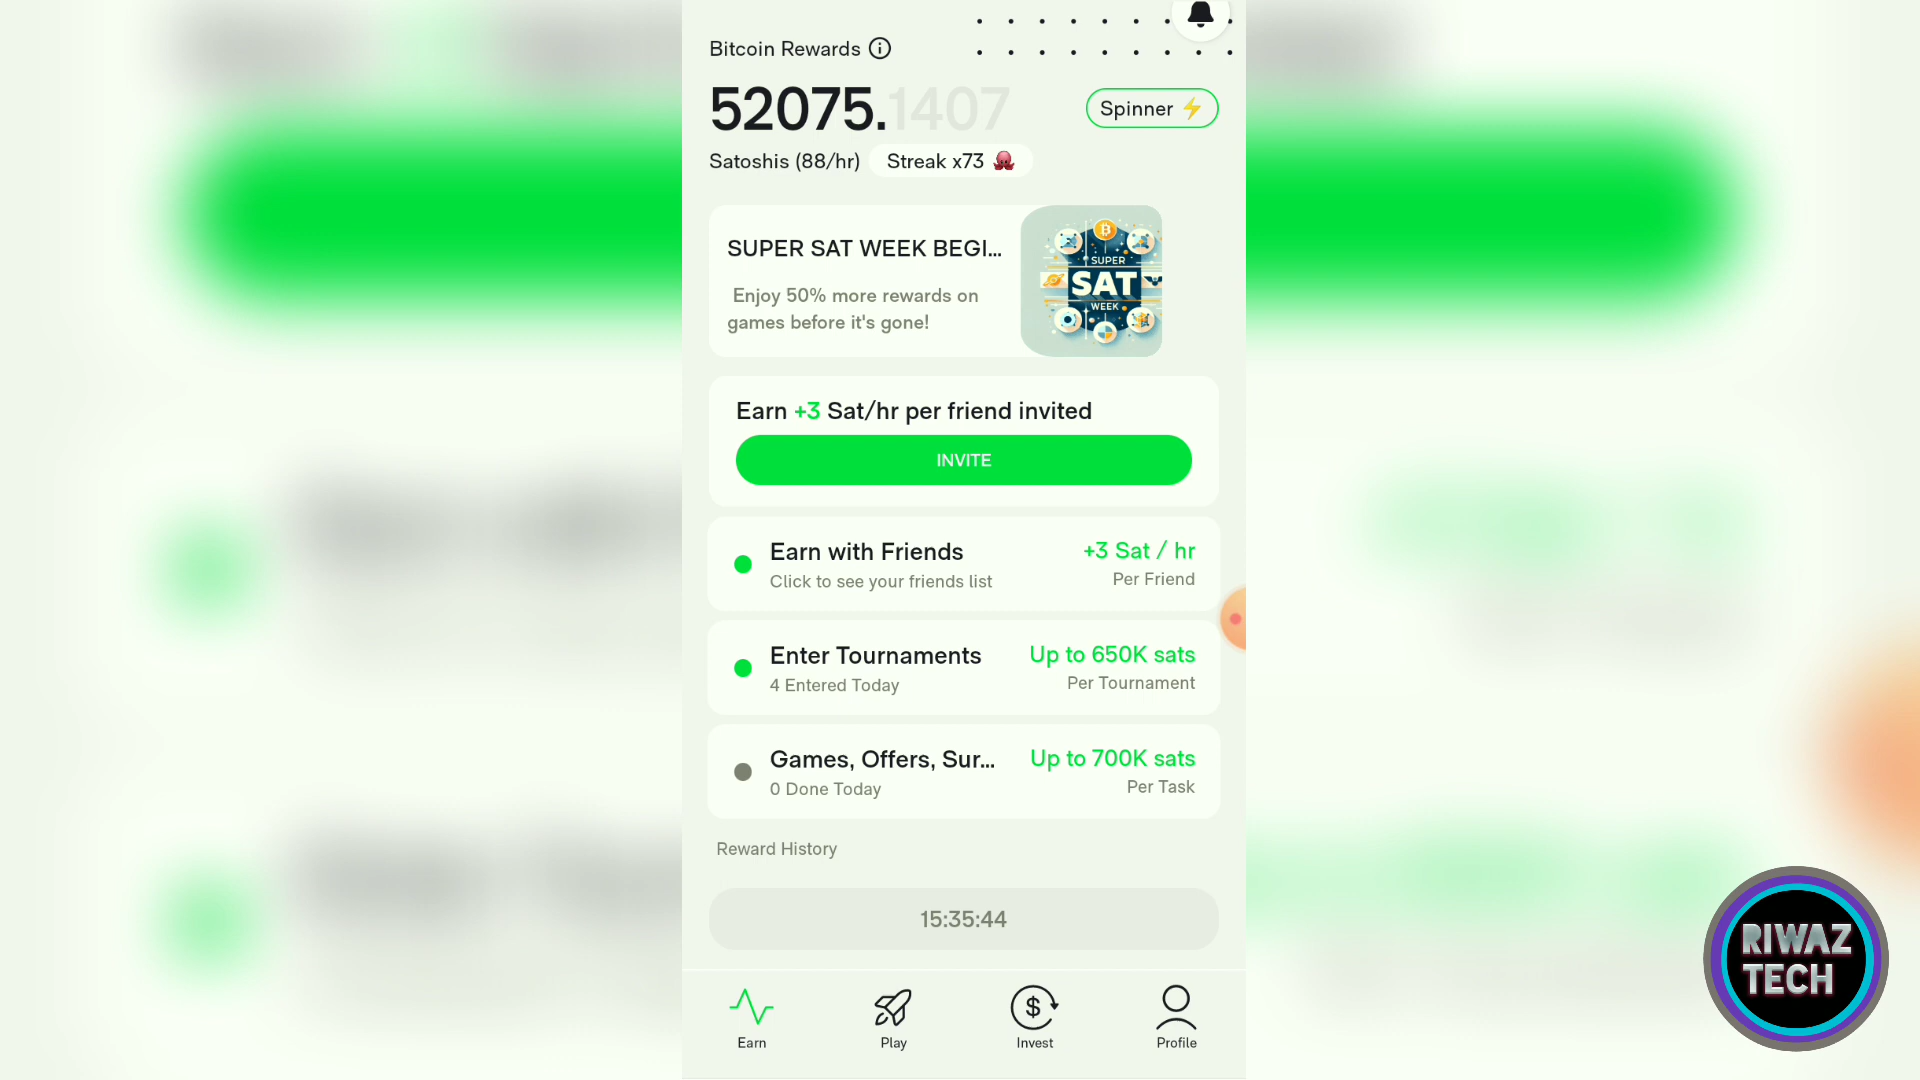 Bitcoin Rewards
52075.1407
Spinner
Satoshis (88/hr)
Streak x73
SUPER SAT WEEK BEGI...
Enjoy 50% more rewards on
games before it's gone!
SUPER
SAT
WEEK
Earn +3 Sat/hr per friend invited
INVITE
Earn with Friends
+3 Sat / hr
Click to see your friends list
Per Friend
Enter Tournaments
Up to 650K sats
4 Entered Today
Per Tournament
Games, Offers, Sur...
Up to 700K sats
0 Done Today
Per Task
Reward History
15:35:44
Earn
Play
Invest
Profile
RIWAZ
TECH